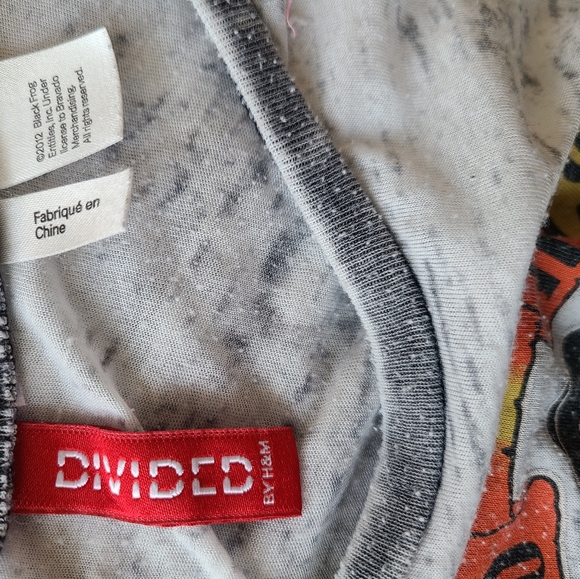 ©2012 Black Frog
Entities, Inc. Under
license to Bravado
Merchandising.
All rights reserved.
Fabriqué en
Chine
DIVIDED
BY H&M